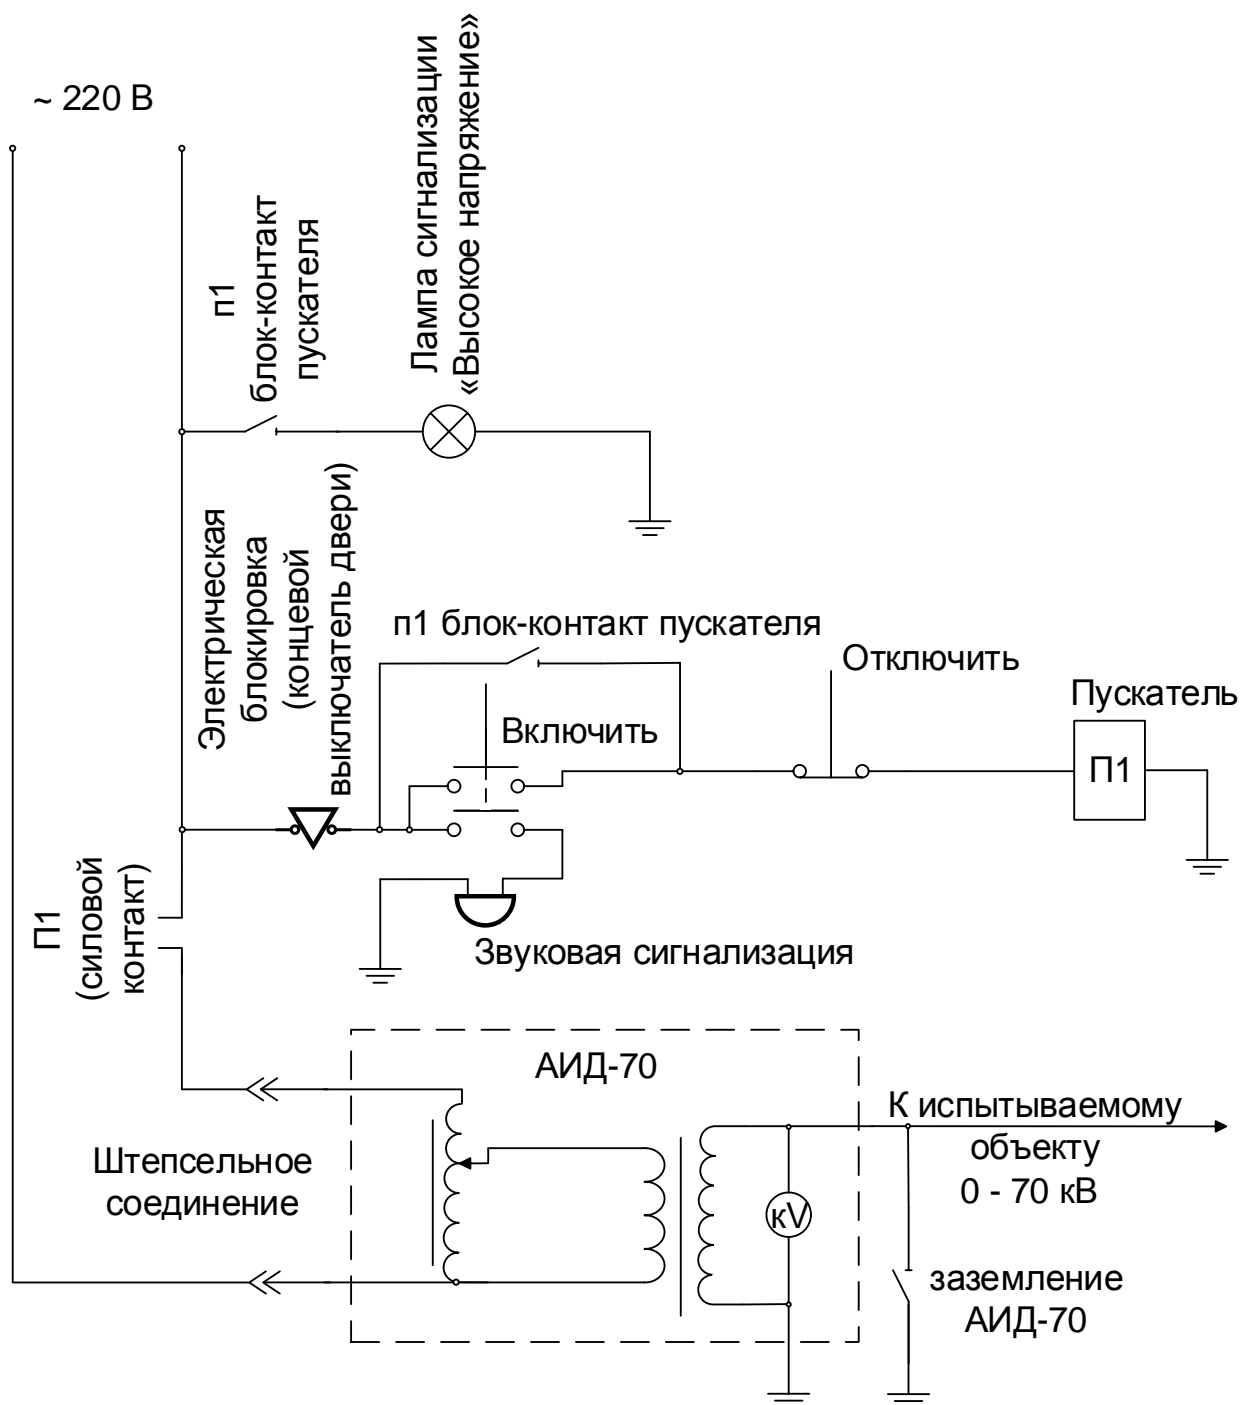 ~ 220 В
п1
блок-контакт
пускателя
Лампа сигнализации
«Высокое напряжение»
Электрическая
блокировка
(концевой
выключатель двери)
п1 блок-контакт пускателя
Отключить
Включить
Пускатель
П1
П1
(силовой
контакт)
Звуковая сигнализация
АИД-70
К испытываемому
объекту
0 - 70 кВ
Штепсельное
соединение
кV
заземление
АИД-70